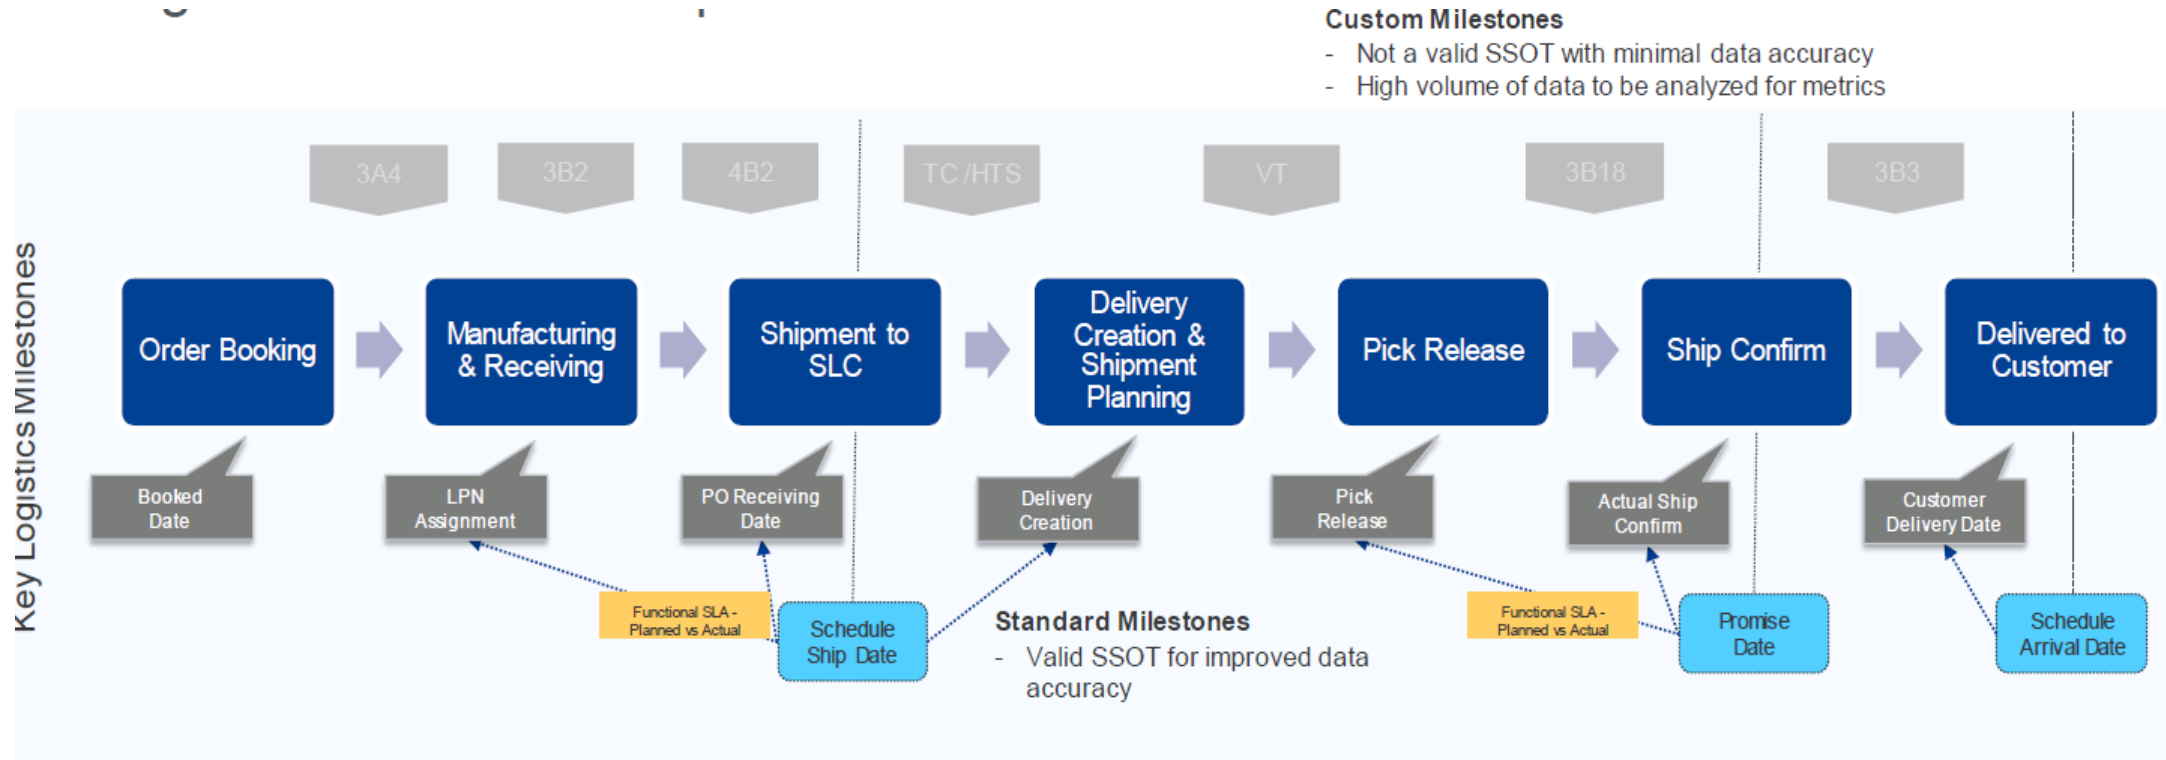 Custom Milestones
- Not a valid SSOT with minimal data accuracy
- High volume of data to be analyzed for metrics
Key Logistics Milestones
3A4
3B2
4B2
TC/HTS
VT
3B18
3B3
Order Booking
Manufacturing
& Receiving
Shipment to
SLC
Delivery
Creation &
Shipment
Planning
Pick Release
Ship Confirm
Delivered to
Customer
Booked
Date
LPN
Assignment
PO Receiving
Date
Delivery
Creation
Pick
Release
Actual Ship
Confirm
Customer
Delivery Date
Functional SLA -
Planned vs Actual
Schedule
Ship Date
Standard Milestones
- Valid SSOT for improved data
accuracy
Functional SLA -
Planned vs Actual
Promise
Date
Schedule
Arrival Date